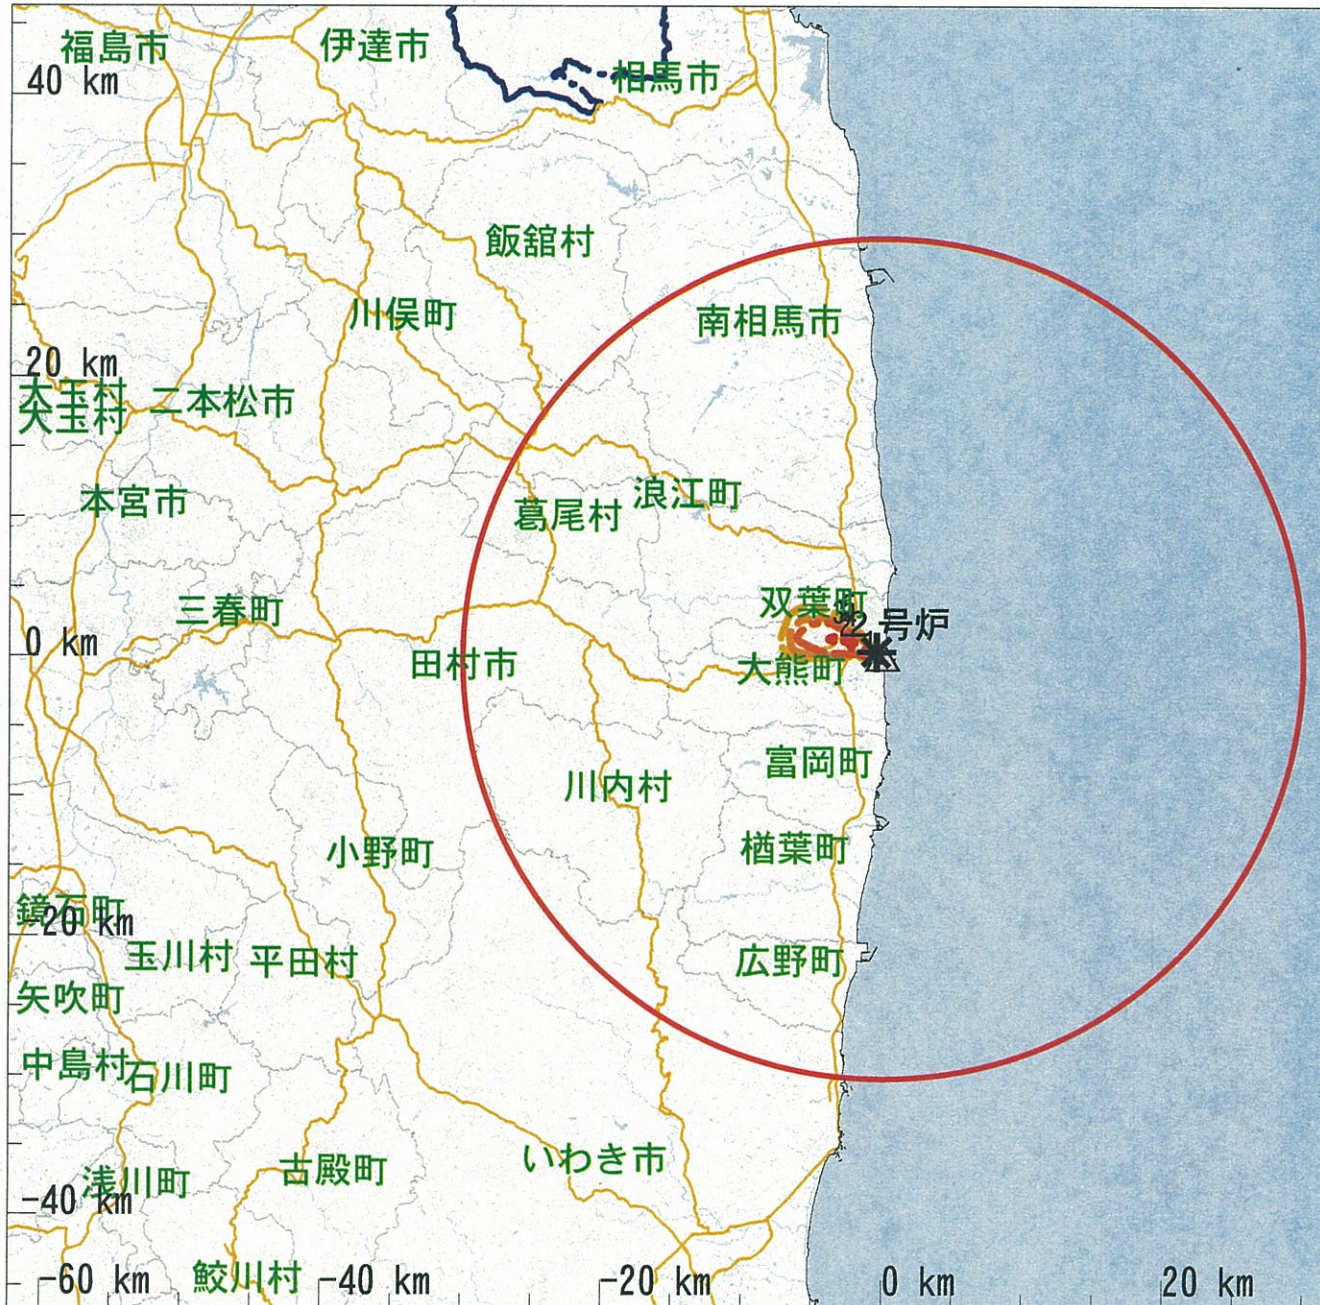 福島市
伊達市
40 km
相馬市
飯舘村
川俣町
南相馬市
20 km
大玉村
大玉村
二本松市
本宮市
葛尾村
浪江町
三春町
双葉町
号炉
0 km
田村市
大熊町
川内村
富岡町
小野町
楢葉町
鏡石町
-20 km
玉川村
平田村
広野町
矢吹町
中島村
石川町
いわき市
古殿町
浅川町
-40 km
鮫川村
-60 km
-40 km
-20 km
0 km
20 km